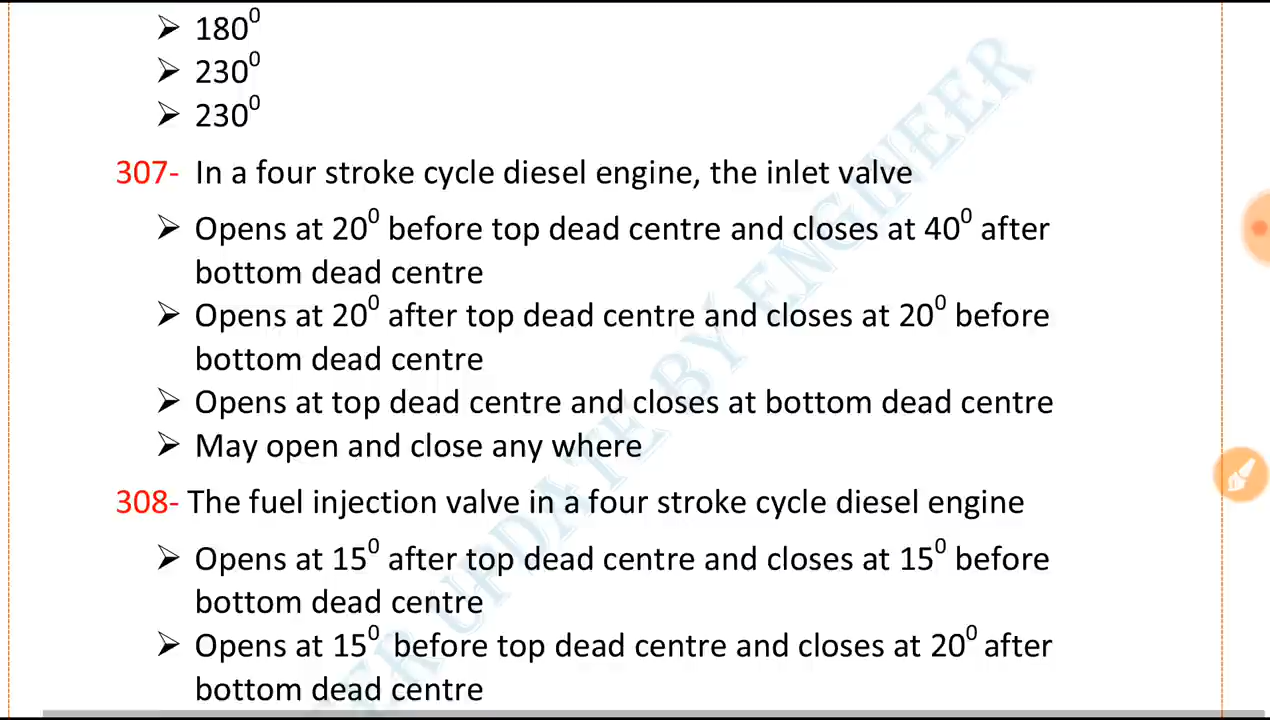 ➢ 180⁰
➢ 230⁰
➢ 230⁰
307- In a four stroke cycle diesel engine, the inlet valve
➢ Opens at 20⁰ before top dead centre and closes at 40⁰ after
bottom dead centre
➢ Opens at 20⁰ after top dead centre and closes at 20⁰ before
bottom dead centre
➢ Opens at top dead centre and closes at bottom dead centre
➢ May open and close any where
308- The fuel injection valve in a four stroke cycle diesel engine
➢ Opens at 15⁰ after top dead centre and closes at 15⁰ before
bottom dead centre
➢ Opens at 15⁰ before top dead centre and closes at 20⁰ after
bottom dead centre
ER UPDATE BY ENGINEER